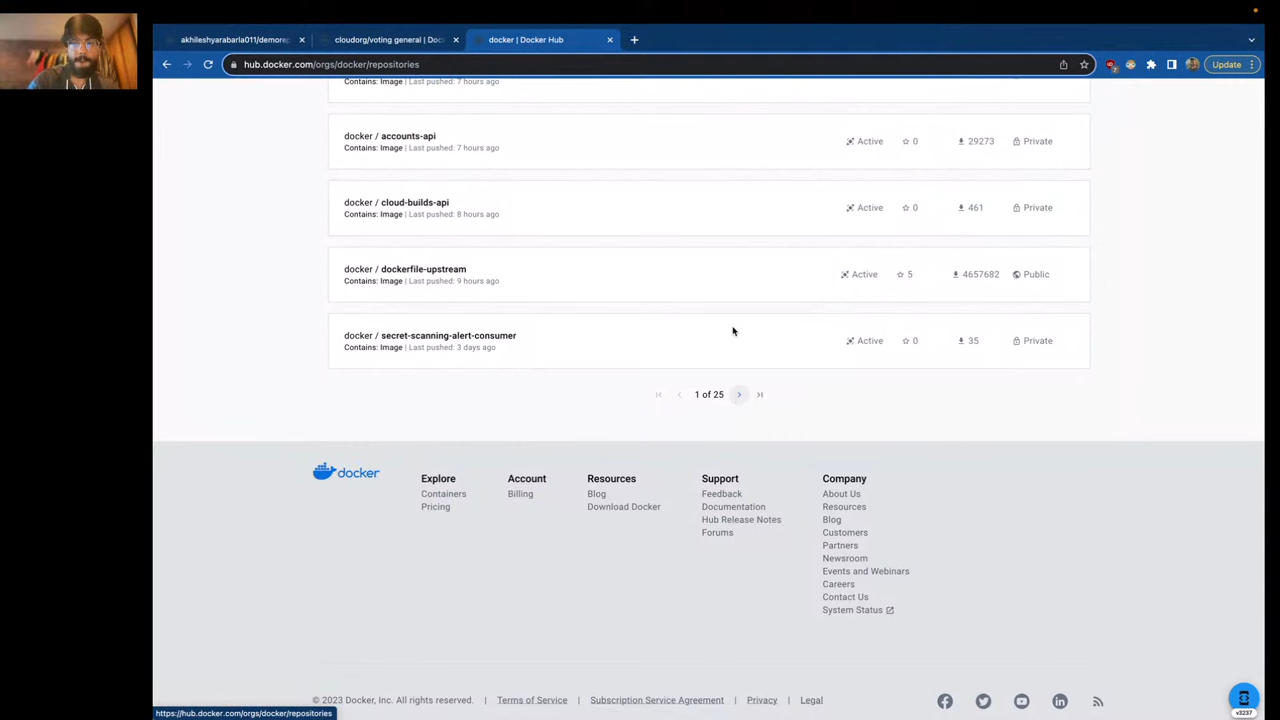 akhileshyarabarla011/demorep
cloudorg/voting general | Doc
docker | Docker Hub
hub.docker.com/orgs/docker/repositories
Update
Contains: Image | Last pushed: 7 hours ago
docker / accounts-api
Contains: Image | Last pushed: 7 hours ago
Active
0
29273
Private
docker / cloud-builds-api
Contains: Image | Last pushed: 8 hours ago
Active
0
461
Private
docker / dockerfile-upstream
Contains: Image | Last pushed: 9 hours ago
Active
5
4657682
Public
docker / secret-scanning-alert-consumer
Contains: Image | Last pushed: 3 days ago
Active
0
35
Private
1 of 25
docker
Explore
Containers
Pricing
Account
Billing
Resources
Blog
Download Docker
Support
Feedback
Documentation
Hub Release Notes
Forums
Company
About Us
Resources
Blog
Customers
Partners
Newsroom
Events and Webinars
Careers
Contact Us
System Status
© 2023 Docker, Inc. All rights reserved. | Terms of Service | Subscription Service Agreement | Privacy | Legal
v3237
https://hub.docker.com/orgs/docker/repositories